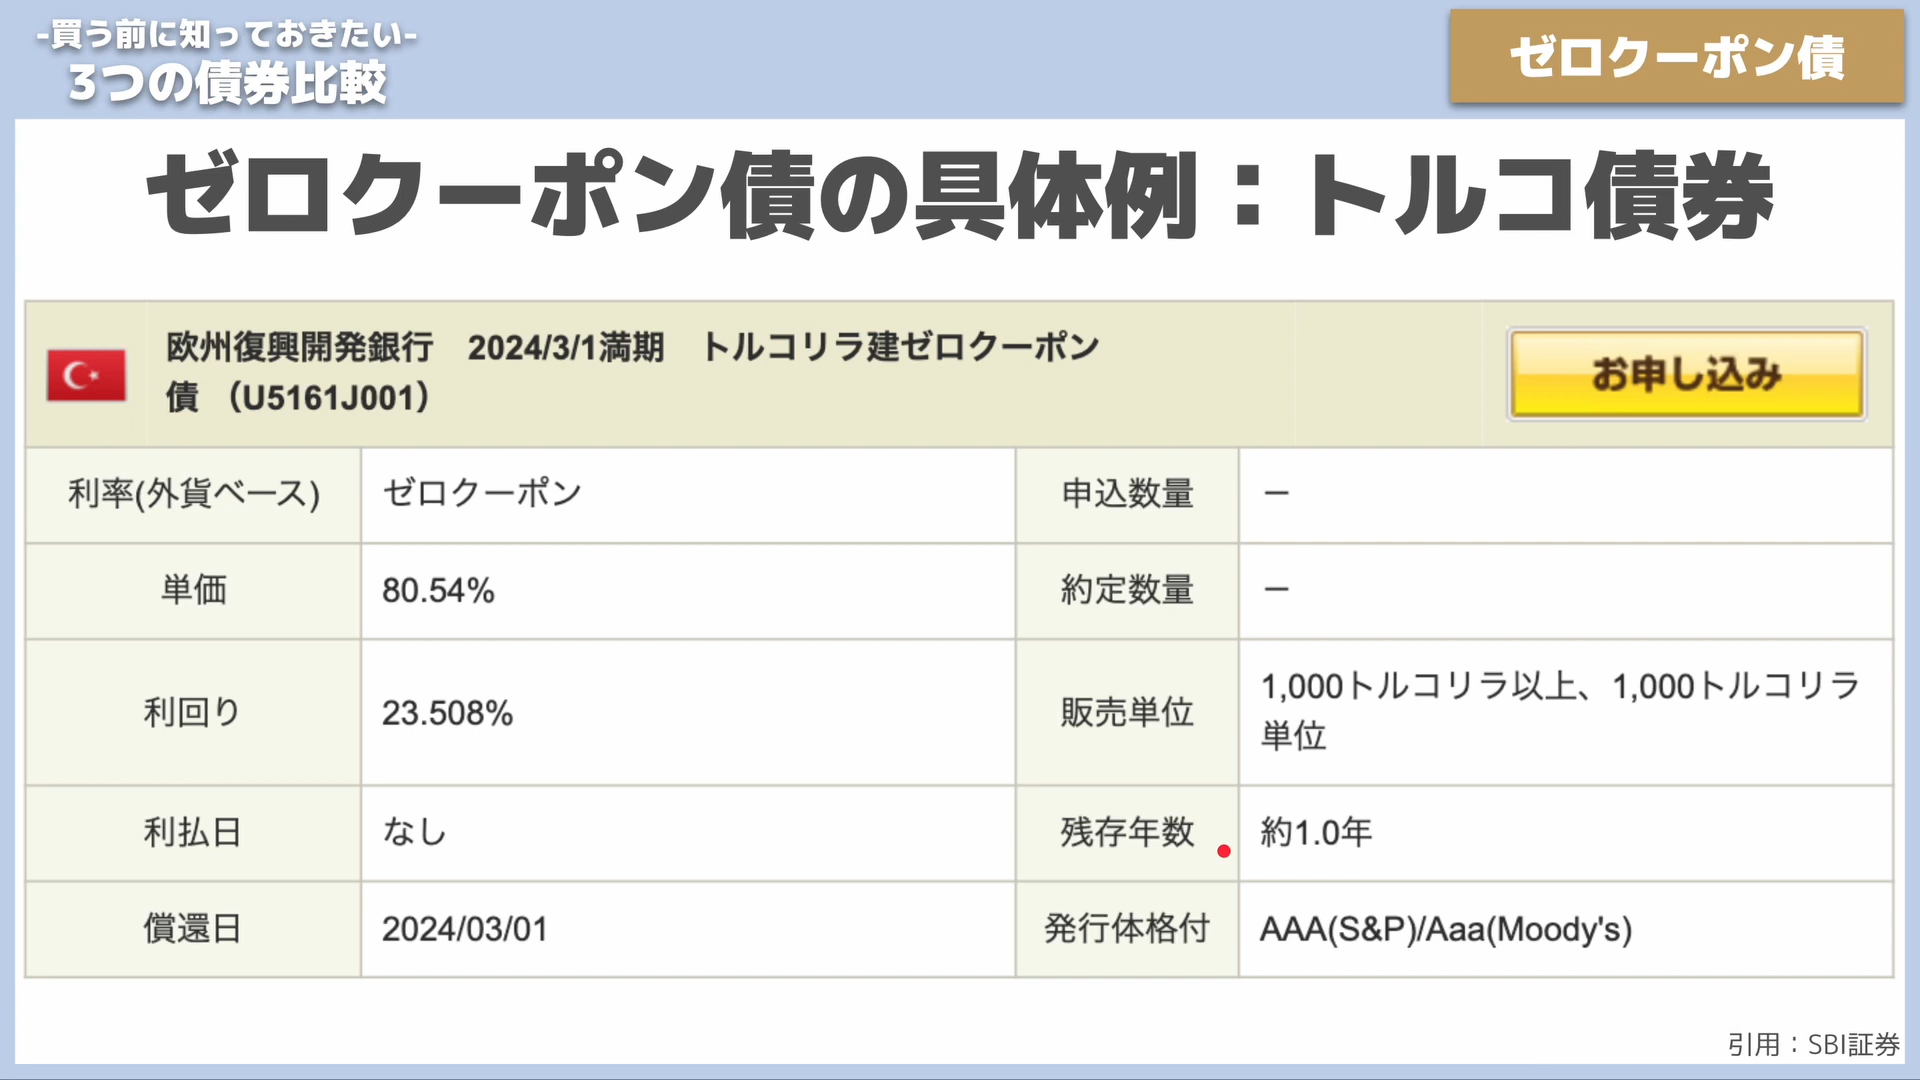 -買う前に知っておきたい-
3つの債券比較
ゼロクーポン債
ゼロクーポン債の具体例：トルコ債券
欧州復興開発銀行　2024/3/1満期　トルコリラ建ゼロクーポン
債 （U5161J001）
お申し込み
利率(外貨ベース)
ゼロクーポン
申込数量
－
単価
80.54%
約定数量
－
利回り
23.508%
販売単位
1,000トルコリラ以上、1,000トルコリラ
単位
利払日
なし
残存年数
約1.0年
償還日
2024/03/01
発行体格付
AAA(S&P)/Aaa(Moody's)
引用：SBI証券